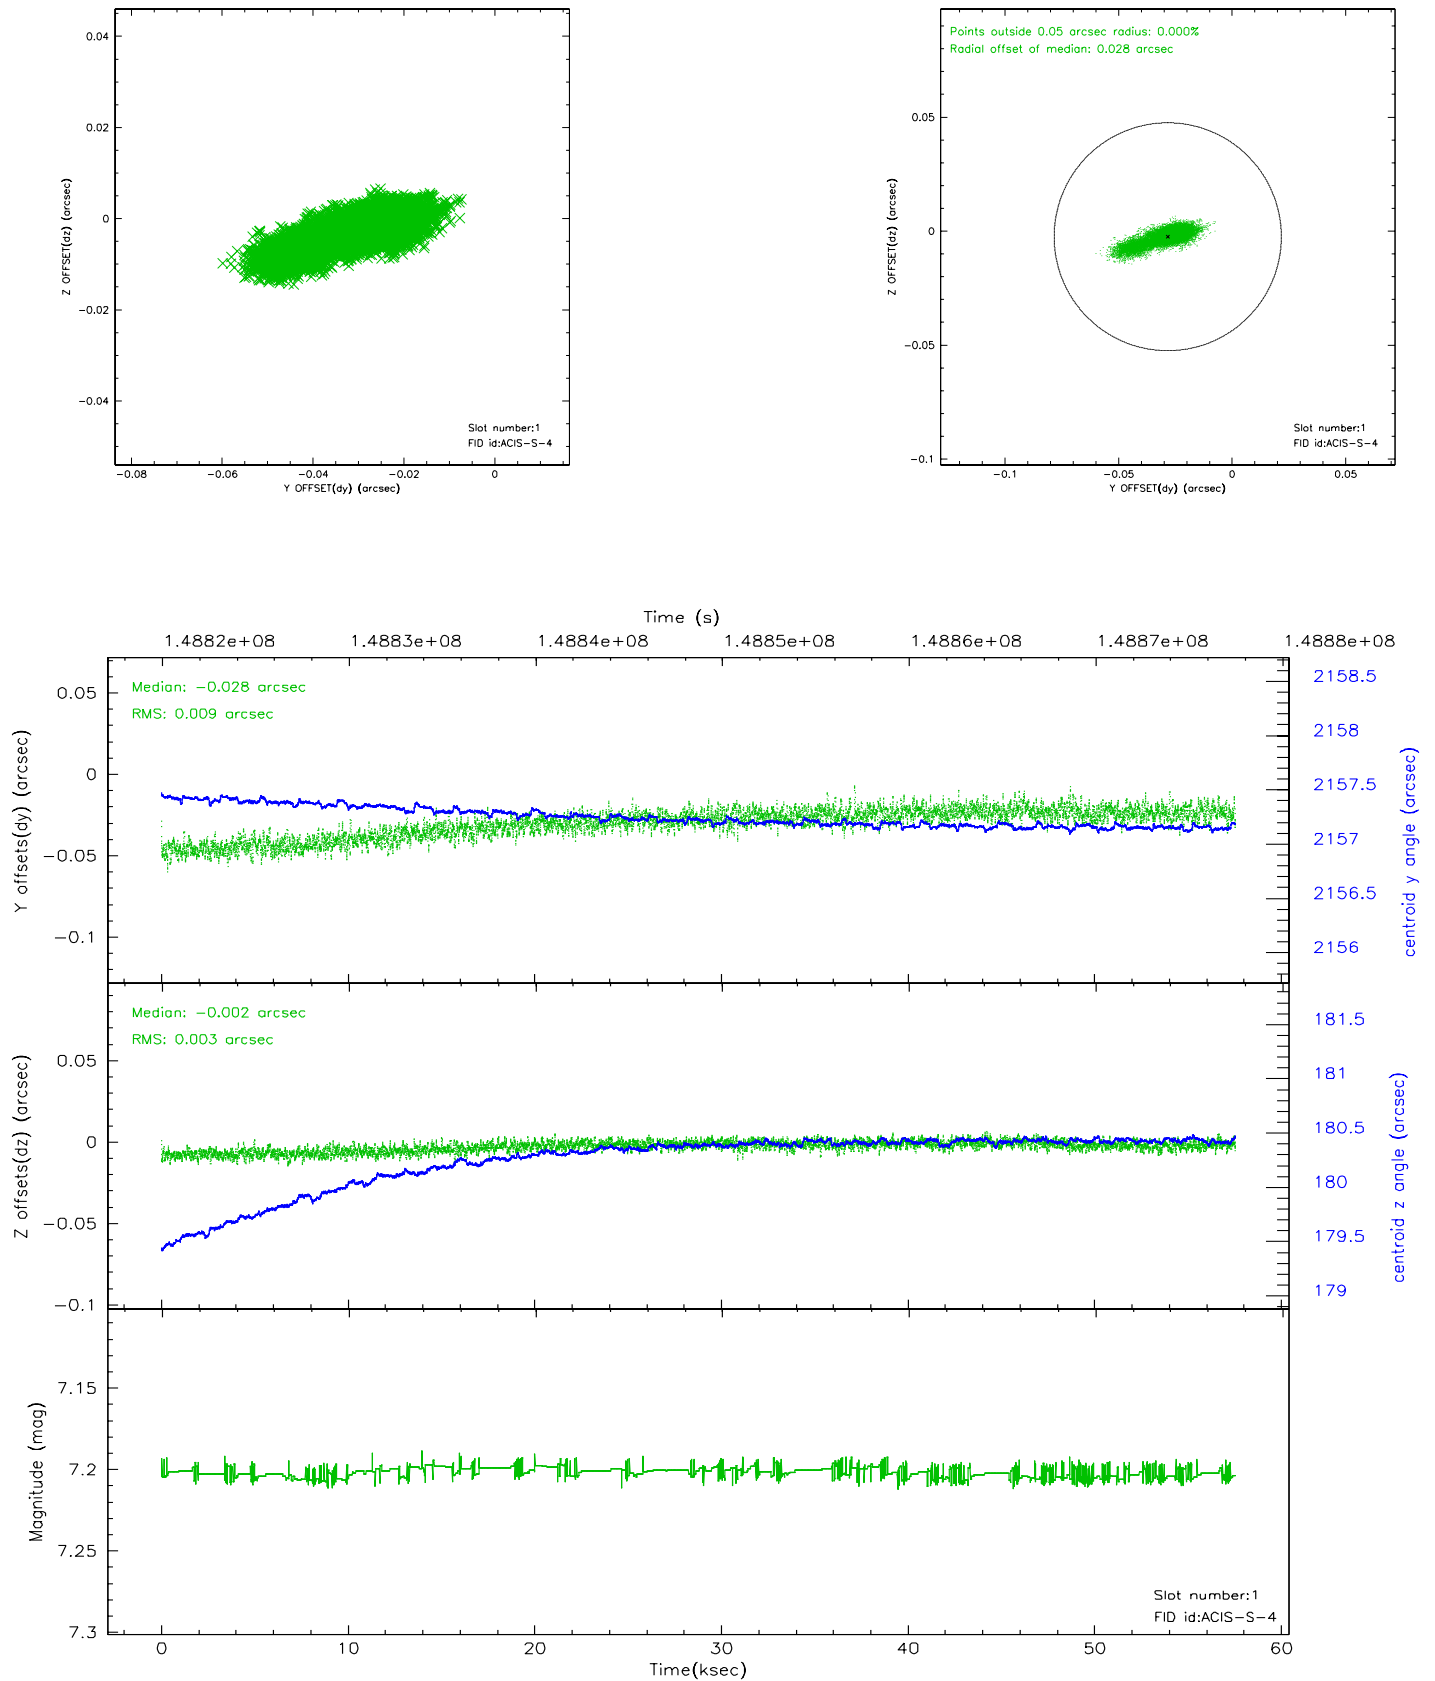 0.04
0.02
0
−0.02
−0.04
Z OFFSET(dz) (arcsec)
Slot number:1
FID id:ACIS−S−4
−0.08
−0.06
−0.04
−0.02
0
Y OFFSET(dy) (arcsec)
Points outside 0.05 arcsec radius: 0.000%
Radial offset of median: 0.028 arcsec
0.05
0
−0.05
−0.1
Z OFFSET(dz) (arcsec)
Slot number:1
FID id:ACIS−S−4
−0.1
−0.05
0
0.05
Y OFFSET(dy) (arcsec)
Time (s)
1.4882e+08
1.4883e+08
1.4884e+08
1.4885e+08
1.4886e+08
1.4887e+08
1.4888e+08
Median: −0.028 arcsec
RMS: 0.009 arcsec
0.05
0
−0.05
−0.1
Y offsets(dy) (arcsec)
2158.5
2158
2157.5
2157
2156.5
2156
centroid y angle (arcsec)
Median: −0.002 arcsec
RMS: 0.003 arcsec
0.05
0
−0.05
−0.1
Z offsets(dz) (arcsec)
181.5
181
180.5
180
179.5
179
centroid z angle (arcsec)
7.15
7.2
7.25
7.3
Magnitude (mag)
Slot number:1
FID id:ACIS−S−4
0
10
20
30
40
50
60
Time(ksec)